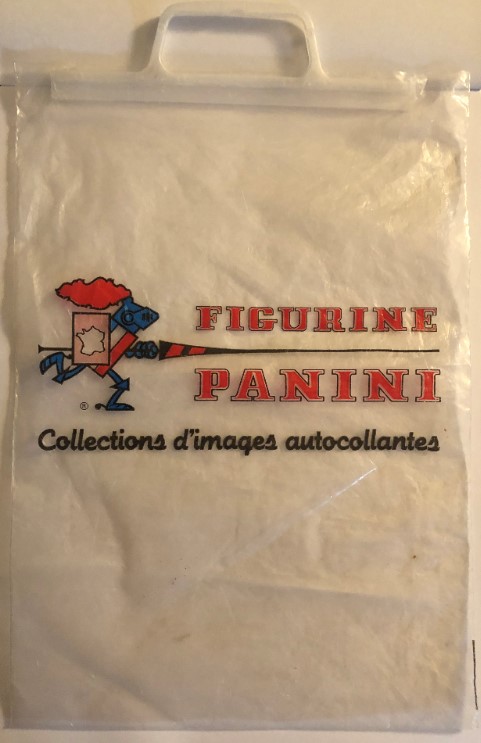 FIGURINE
PANINI
®
Collections d'images autocollantes